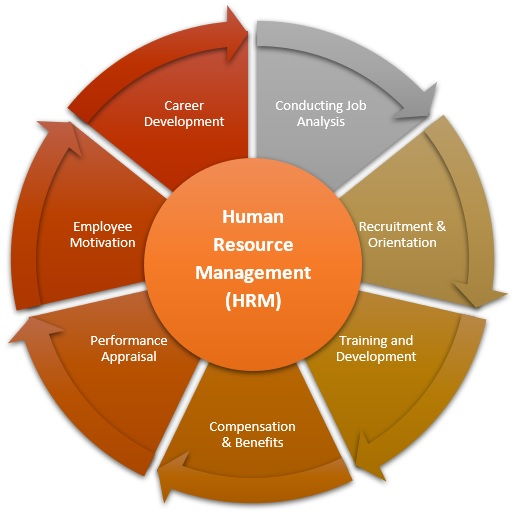 Human
Resource
Management
(HRM)
Conducting Job
Analysis
Recruitment &
Orientation
Training and
Development
Compensation
& Benefits
Performance
Appraisal
Employee
Motivation
Career
Development